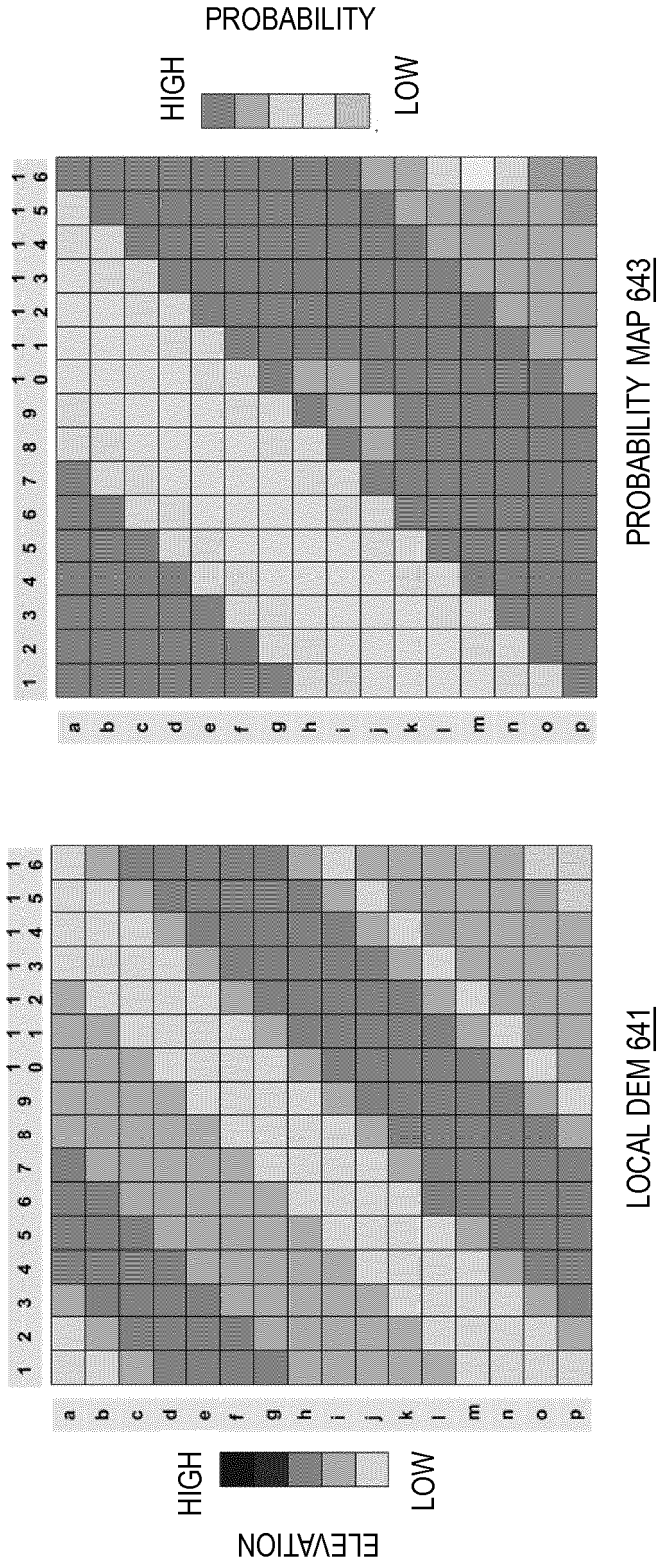 PROBABILITY
HIGH
LOW
1 2 3 4 5 6 7 8 9 10 11 12 13 14 15 16
a
b
c
d
e
f
g
h
i
j
k
l
m
n
o
p
PROBABILITY MAP 643
1 2 3 4 5 6 7 8 9 10 11 12 13 14 15 16
a
b
c
d
e
f
g
h
i
j
k
l
m
n
o
p
LOCAL DEM 641
HIGH
LOW
ELEVATION